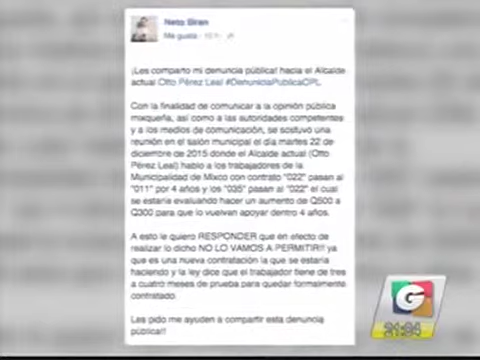 Neto Bran
Me gusta · 10 h ·
¡Les comparto mi denuncia pública! hacia el Alcalde
actual Otto Pérez Leal #DenunciaPublicaOPL
Con la finalidad de comunicar a la opinión pública
mixqueña, así como a las autoridades competentes
y a los medios de comunicación, se sostuvo una
reunión en el salón municipal el día martes 22 de
diciembre de 2015 donde el Alcalde actual (Otto
Pérez Leal) hablo a los trabajadores de la
Municipalidad de Mixco con contrato "022" pasan al
"011" por 4 años y los "035" pasan al "022" el cual
se estaría evaluando hacer un aumento de Q500 a
Q300 para que lo vuelvan apoyar dentro 4 años.
A esto le quiero RESPONDER que en efecto de
realizar lo dicho NO LO VAMOS A PERMITIR!! ya
que es una nueva contratación la que se estaría
haciendo y la ley dice que el trabajador tiene de tres
a cuatro meses de prueba para quedar formalmente
contratado.
Les pido me ayuden a compartir esta denuncia
pública!!
G
21:04